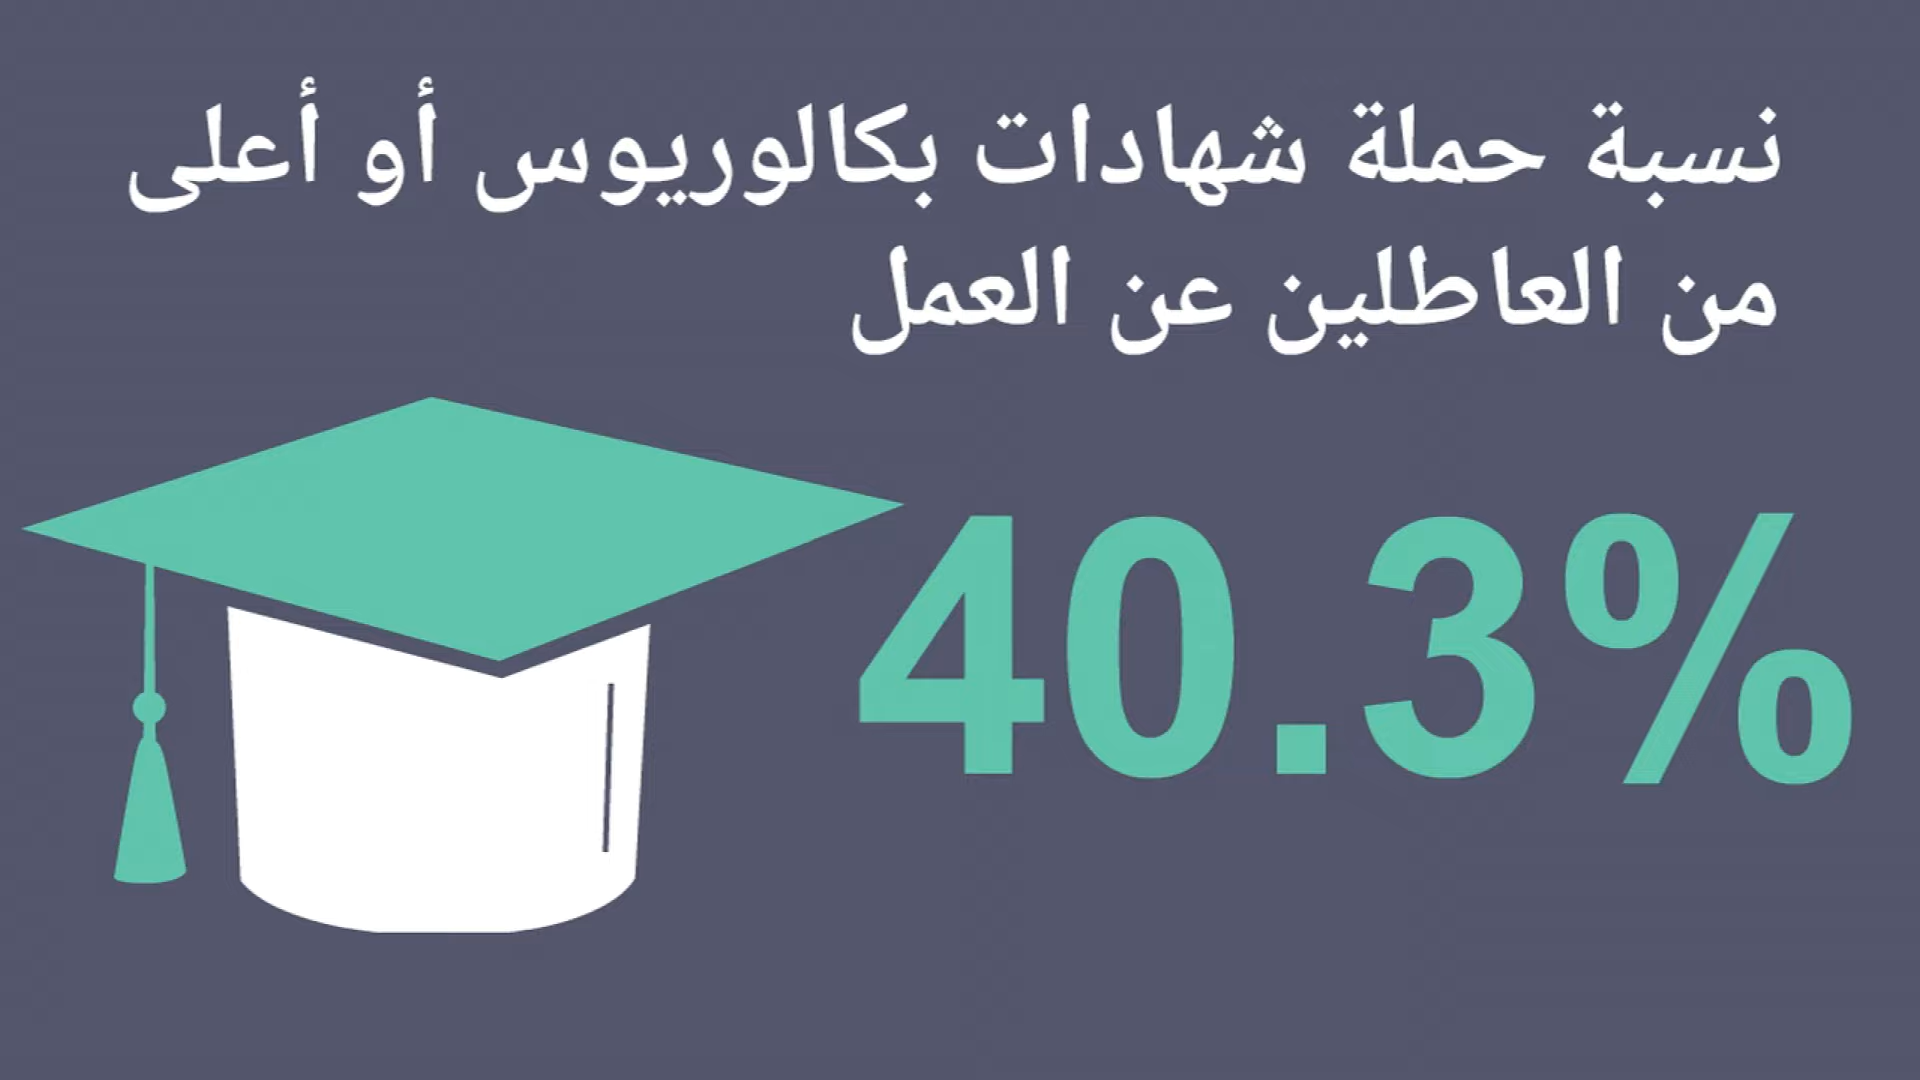 نسبة حملة شهادات بكالوريوس أو أعلى
من العاطلين عن العمل
40.3%